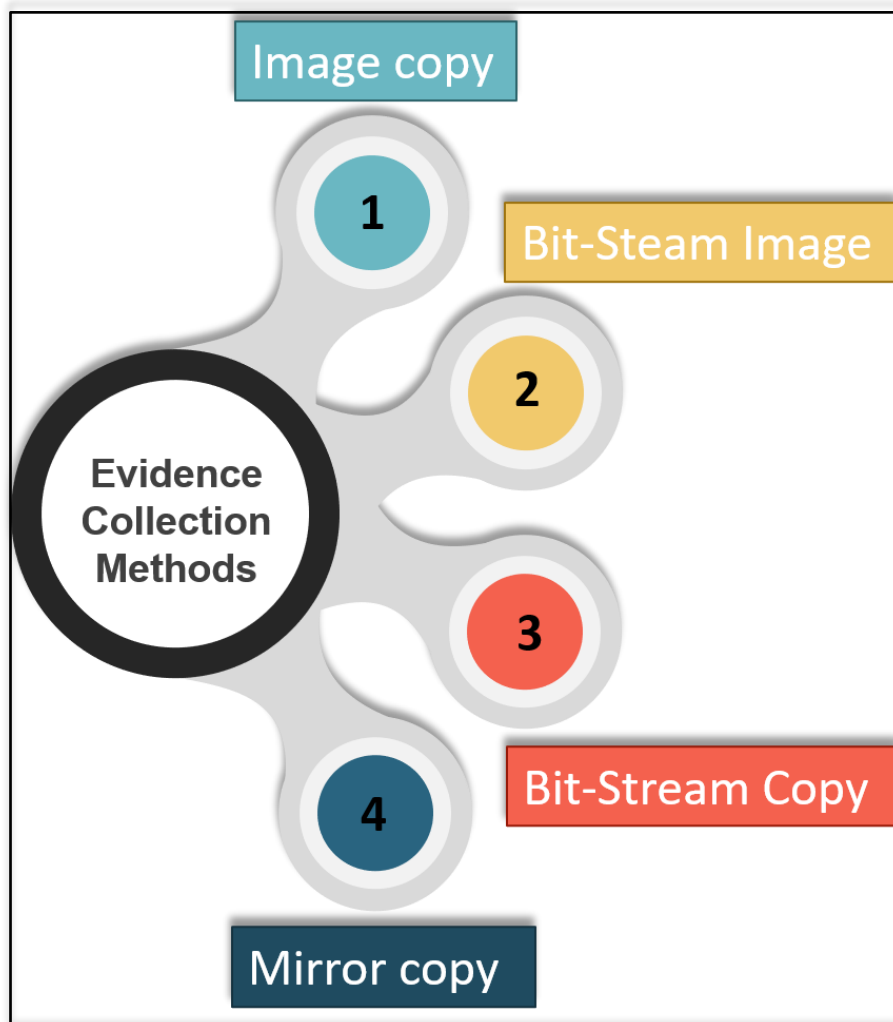 Image copy
1
Bit-Steam Image
2
Evidence
Collection
Methods
3
Bit-Stream Copy
4
Mirror copy